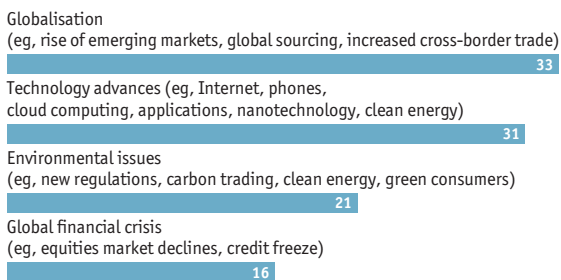 Globalisation
(eg, rise of emerging markets, global sourcing, increased cross-border trade)
33
Technology advances (eg, Internet, phones,
cloud computing, applications, nanotechnology, clean energy)
31
Environmental issues
(eg, new regulations, carbon trading, clean energy, green consumers)
21
Global financial crisis
(eg, equities market declines, credit freeze)
16